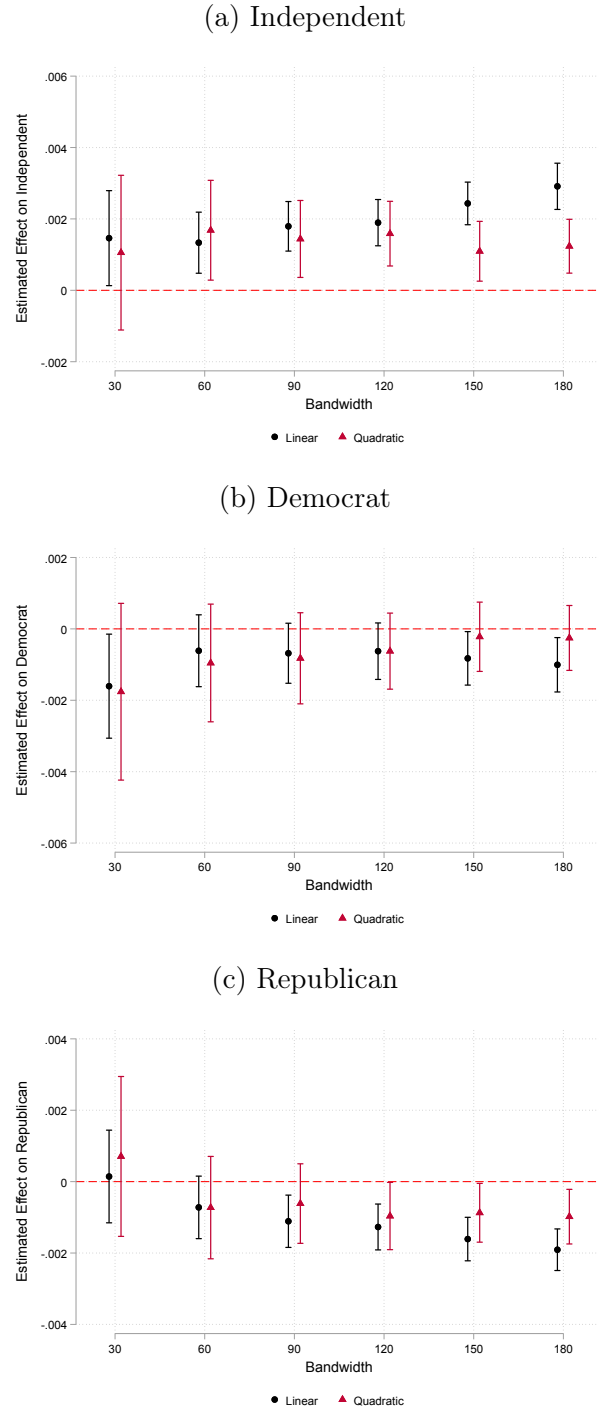 (a) Independent
.006
.004
.002
0
-.002
Estimated Effect on Independent
30 60 90 120 150 180
Bandwidth
Linear Quadratic
(b) Democrat
.002
0
-.002
-.004
-.006
Estimated Effect on Democrat
30 60 90 120 150 180
Bandwidth
Linear Quadratic
(c) Republican
.004
.002
0
-.002
-.004
Estimated Effect on Republican
30 60 90 120 150 180
Bandwidth
Linear Quadratic